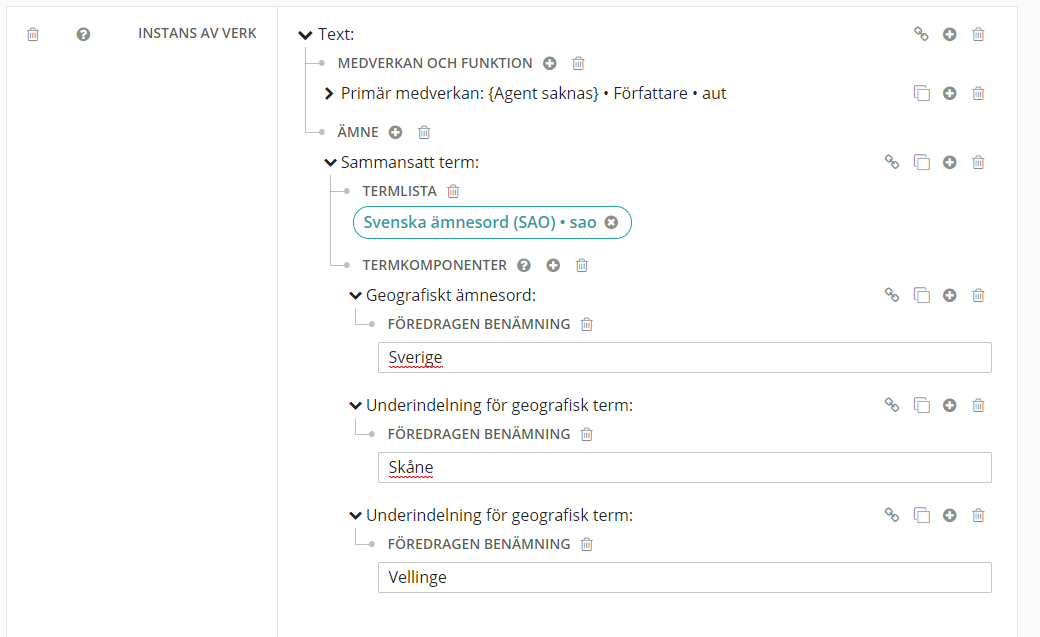 INSTANS AV VERK
Text:
MEDVERKAN OCH FUNKTION
Primär medverkan: {Agent saknas} • Författare • aut
ÄMNE
Sammansatt term:
TERMLISTA
Svenska ämnesord (SAO) • sao
TERMKOMPONENTER
Geografiskt ämnesord:
FÖREDRAGEN BENÄMNING
Sverige
Underindelning för geografisk term:
FÖREDRAGEN BENÄMNING
Skåne
Underindelning för geografisk term:
FÖREDRAGEN BENÄMNING
Vellinge